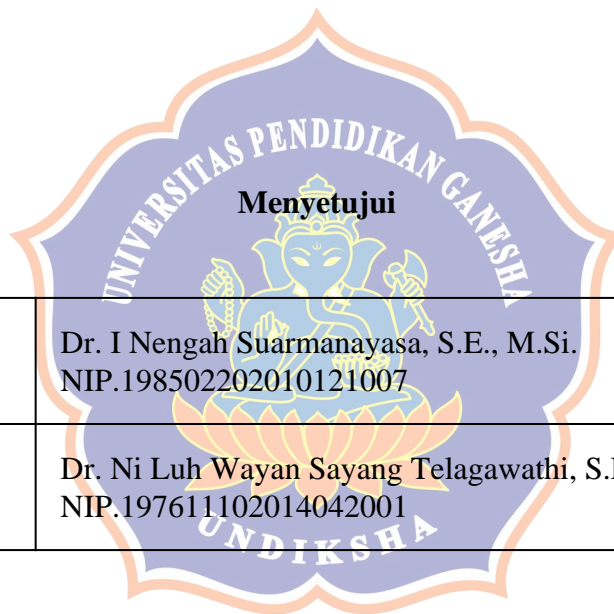 UNIVERSITAS PENDIDIKAN GANESHA
Menyetujui
Dr. I Nengah Suarmanayasa, S.E., M.Si.
NIP.198502202010121007
Dr. Ni Luh Wayan Sayang Telagawathi, S.
NIP.197611102014042001
UNDIKSHA